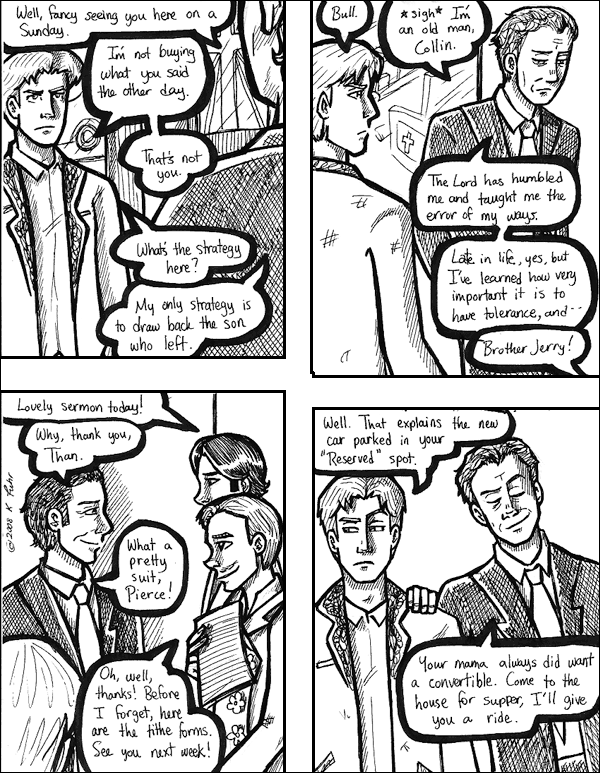 Well, fancy seeing you here on a
Sunday.
I'm not buying
what you said
the other day.
That's not
you.
What's the strategy
here?
My only strategy is
to draw back the son
who left.
Bull.
*sigh* I'm
an old man,
Collin.
The Lord has humbled
me and taught me the
error of my ways.
Late in life, yes, but
I've learned how very
important it is to
have tolerance, and--
Brother Jerry!
Lovely sermon today!
Why, thank you,
Than.
What a
pretty
suit,
Pierce!
Oh, well,
thanks! Before
I forget, here
are the tithe forms.
See you next week!
©2008 K Fuhr
Well. That explains the new
car parked in your
"Reserved" spot.
Your mama always did want
a convertible. Come to the
house for supper, I'll give
you a ride.